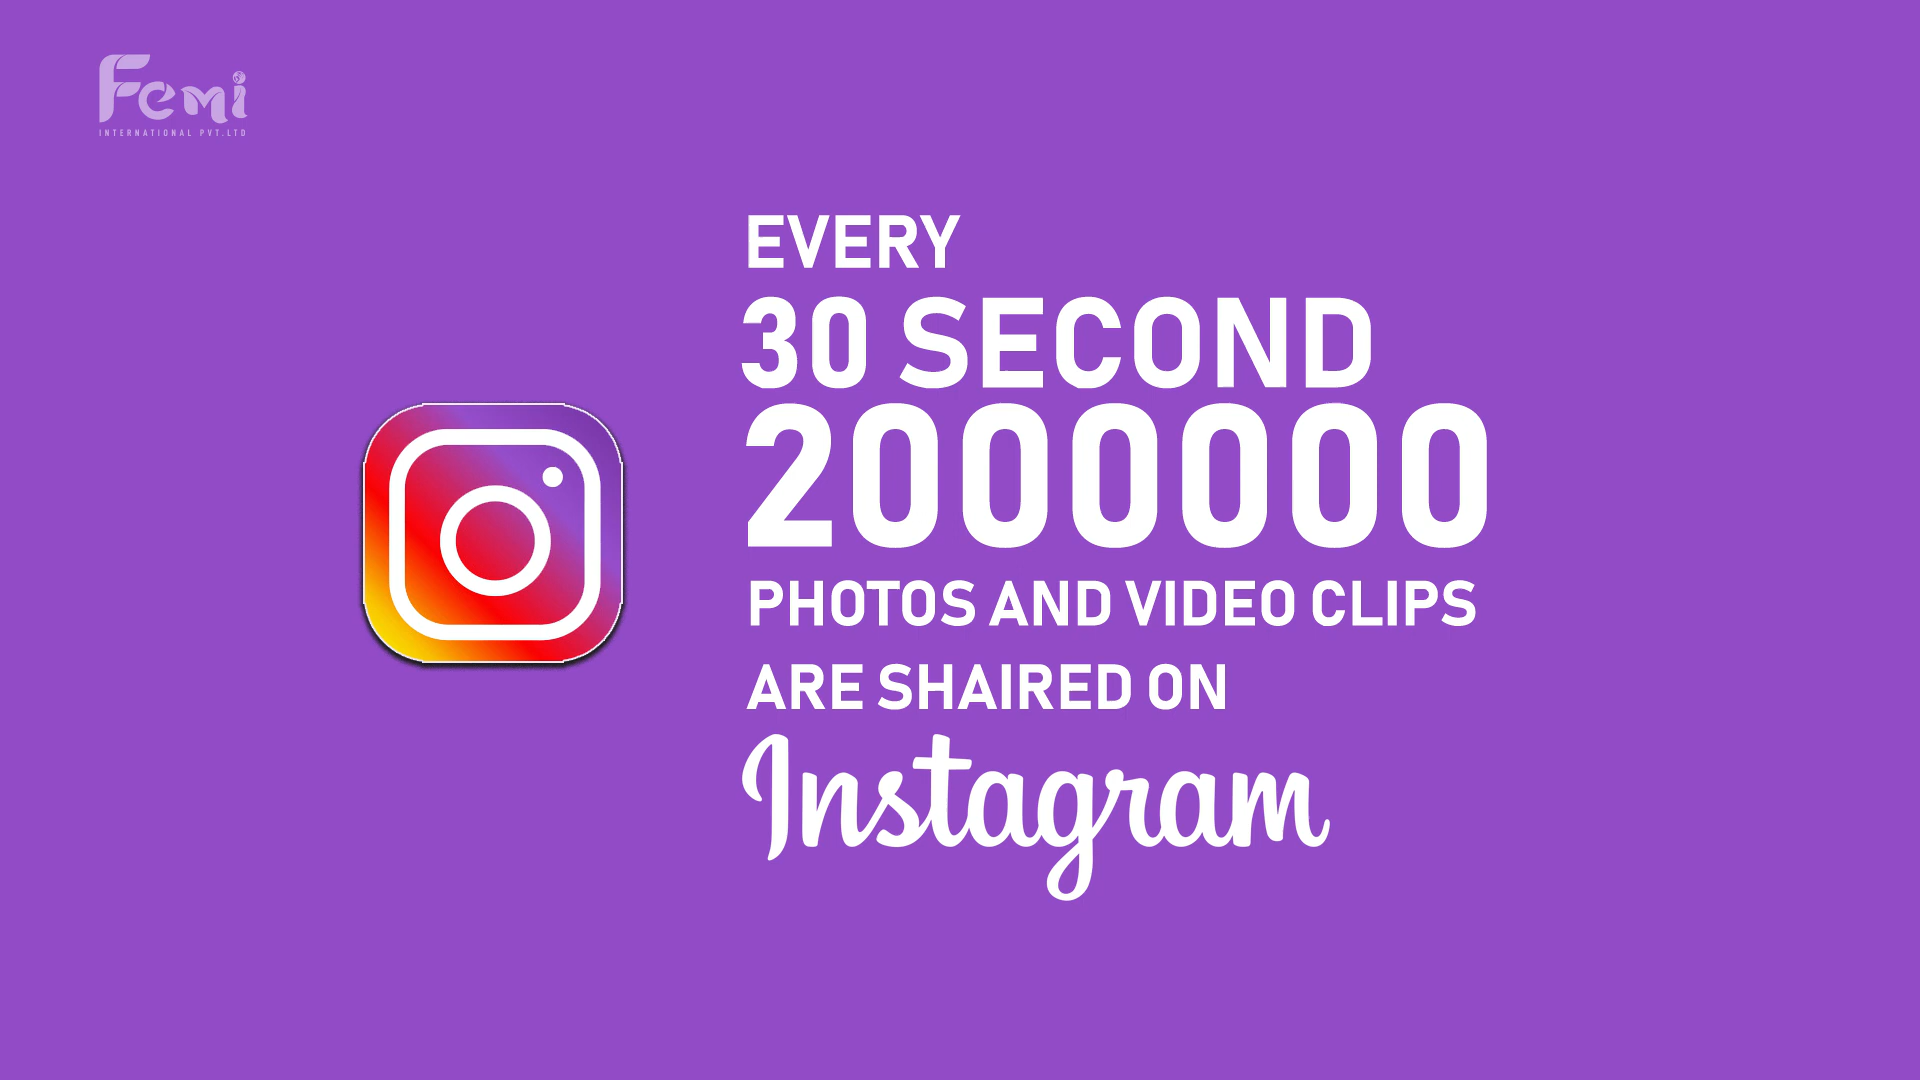 Femi
INTERNATIONAL PVT.LTD
EVERY
30 SECOND
2000000
PHOTOS AND VIDEO CLIPS
ARE SHAIRED ON
Instagram